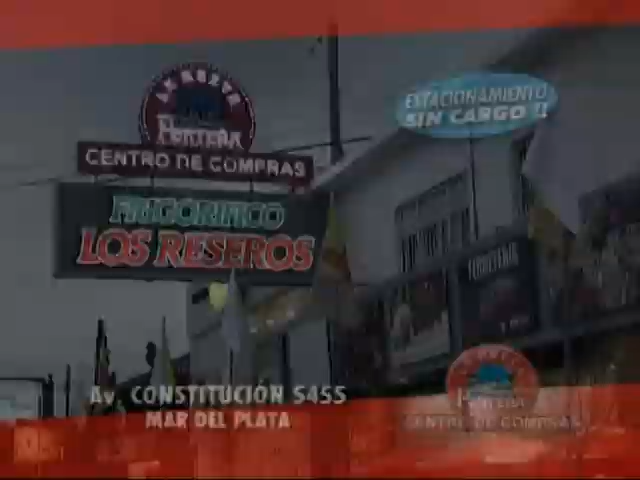 LA NUEVA
PORTEÑA
CENTRO DE COMPRAS
FRIGORIFICO
LOS RESEROS
ESTACIONAMIENTO
SIN CARGO !!
Av. CONSTITUCIÓN 5455
MAR DEL PLATA
CENTRO DE COMPRAS